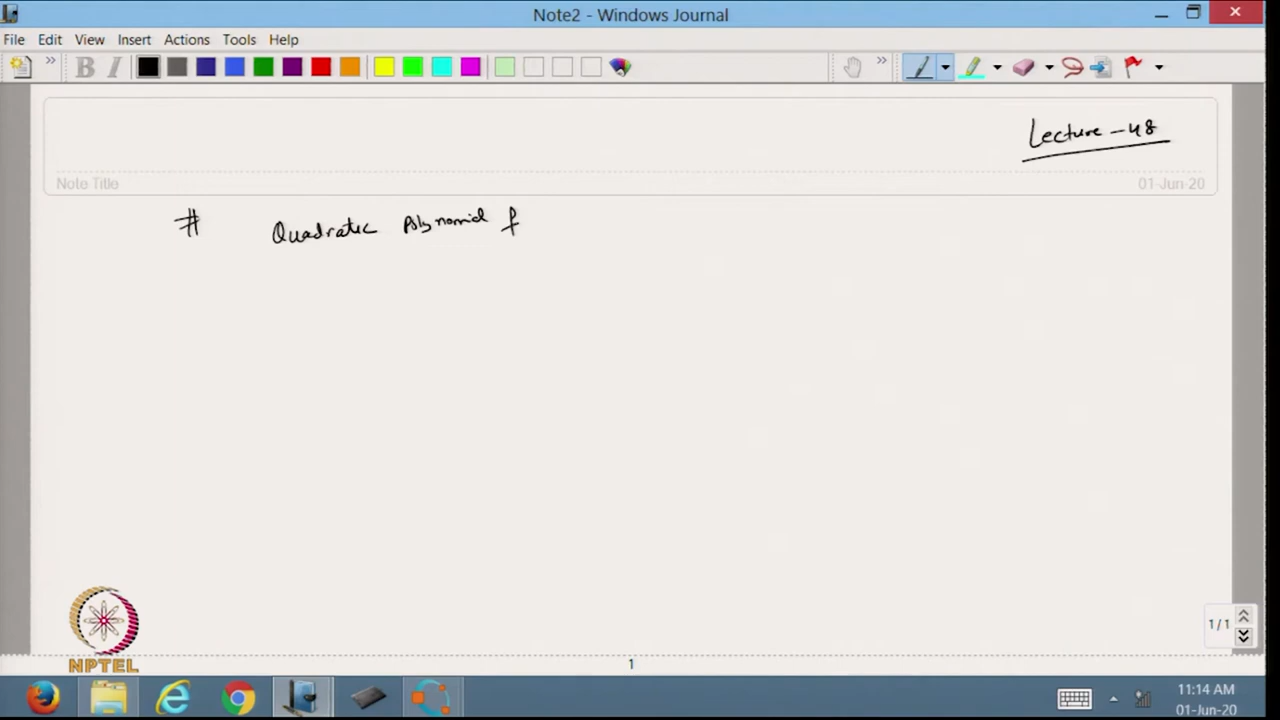 Note2 - Windows Journal
File Edit View Insert Actions Tools Help
B I
Lecture - 48
Note Title
01-Jun-20
# Quadratic Polynomial f
1/1
NPTEL
1
11:14 AM
01-Jun-20